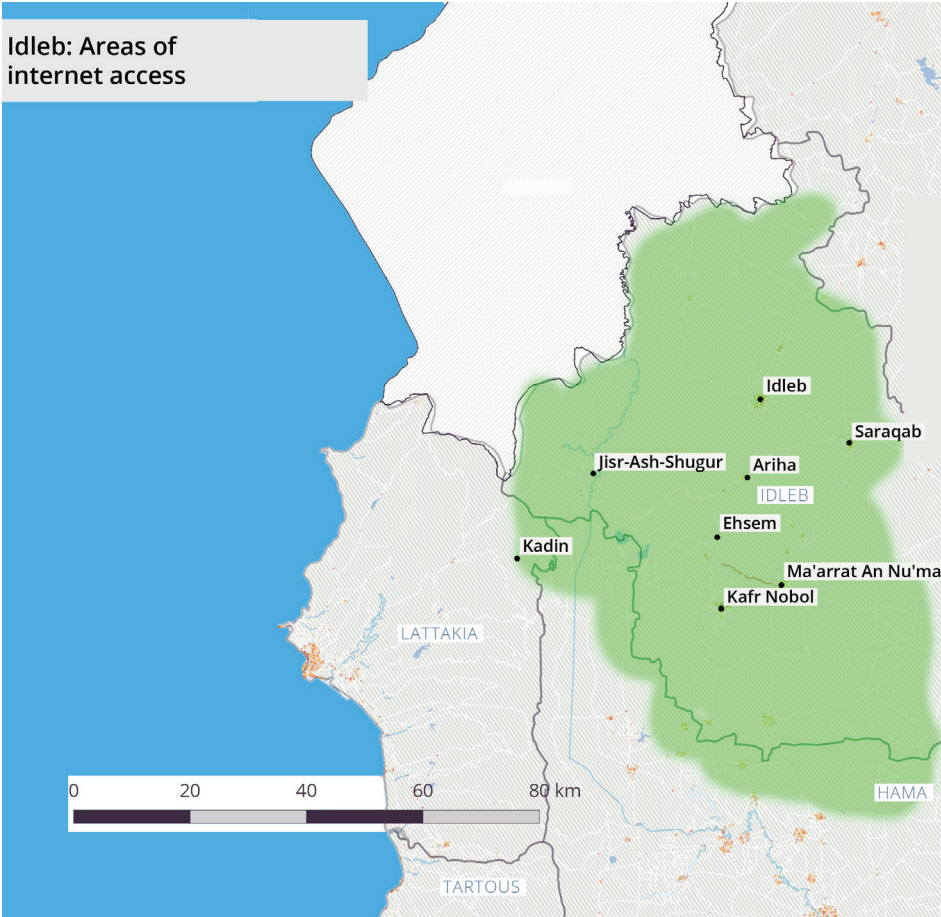 Idleb: Areas of
internet access
Idleb
Saraqab
Jisr-Ash-Shugur
Ariha
IDLEB
Ehsem
Kadin
Ma'arrat An Nu'ma
Kafr Nobol
LATTAKIA
0 20 40 60 80 km
HAMA
TARTOUS